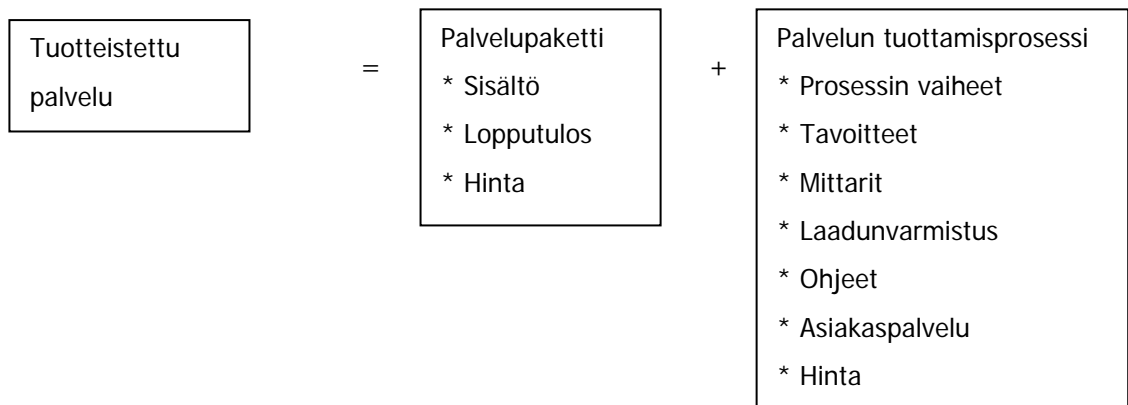 Tuotteistettu
palvelu
=
Palvelupaketti
* Sisältö
* Lopputulos
* Hinta
+
Palvelun tuottamisprosessi
* Prosessin vaiheet
* Tavoitteet
* Mittarit
* Laadunvarmistus
* Ohjeet
* Asiakaspalvelu
* Hinta